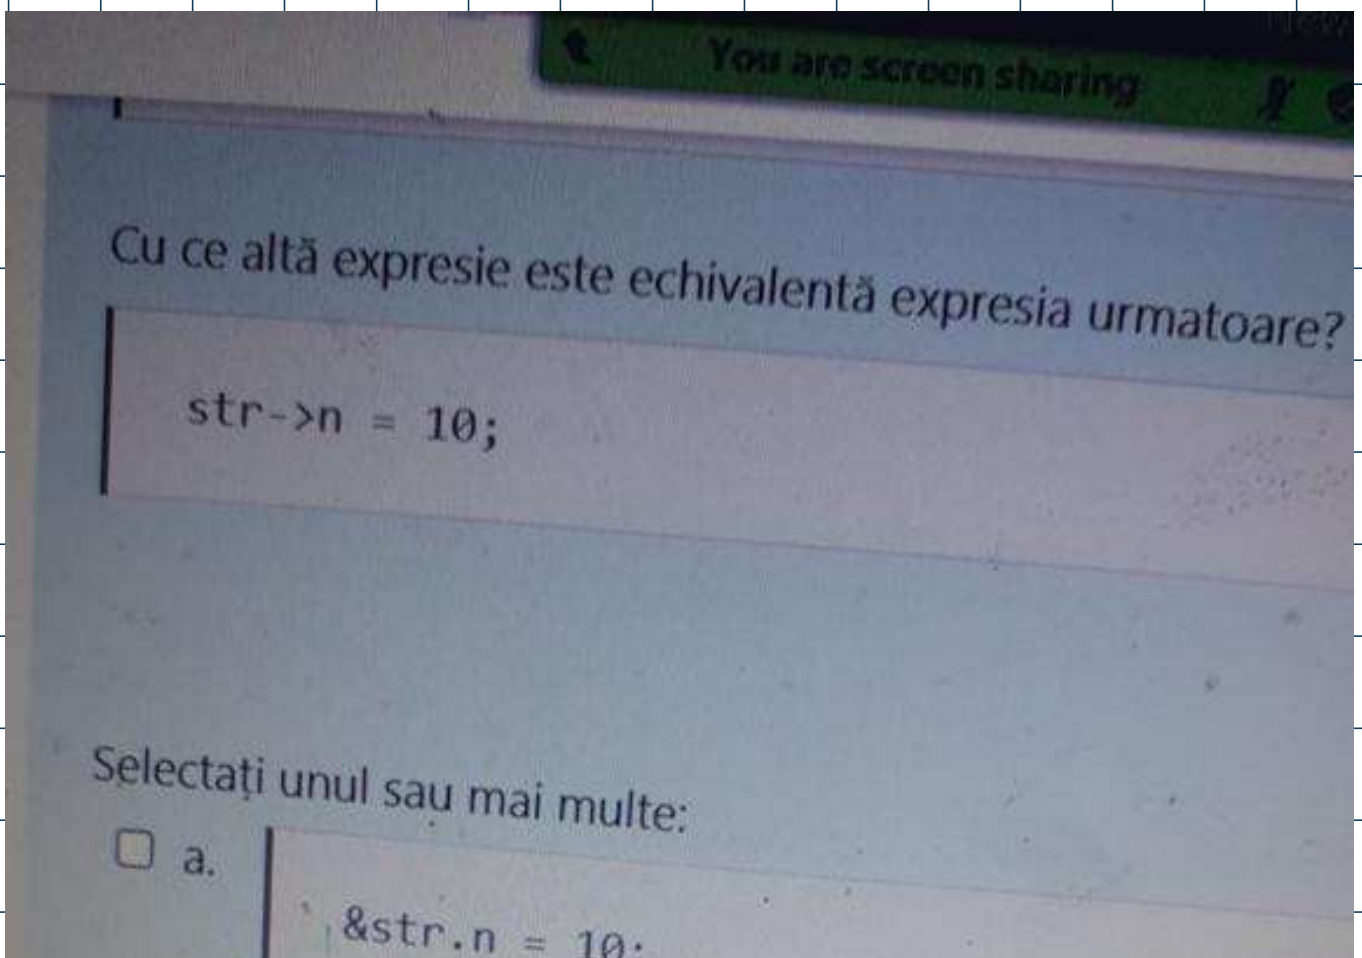 You are screen sharing
Cu ce altă expresie este echivalentă expresia urmatoare?
str->n = 10;
Selectați unul sau mai multe:
a.
&str.n = 10;